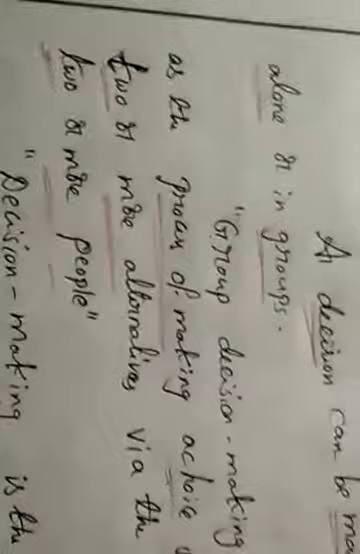 A decision can be
alone or in groups.
"Group decision-making
as the process of making a choice
two or more alternatives via the
two or more people"
"Decision-making is the